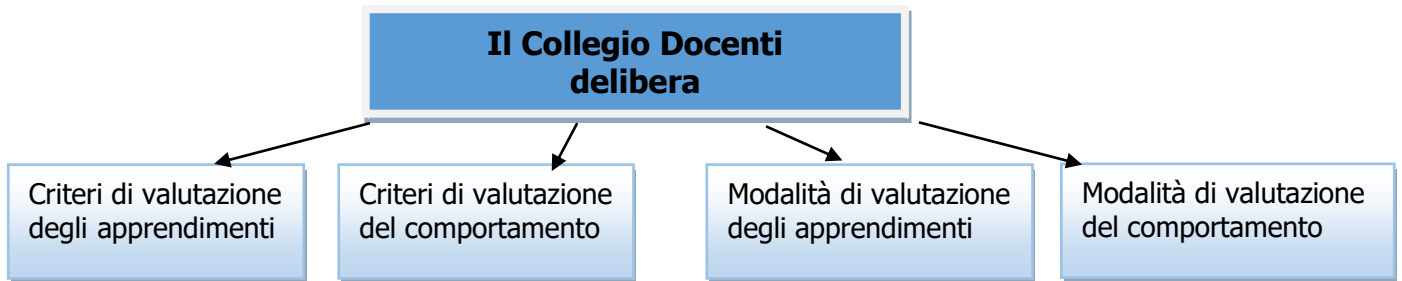 Il Collegio Docenti
delibera
Criteri di valutazione
degli apprendimenti
Criteri di valutazione
del comportamento
Modalità di valutazione
degli apprendimenti
Modalità di valutazione
del comportamento